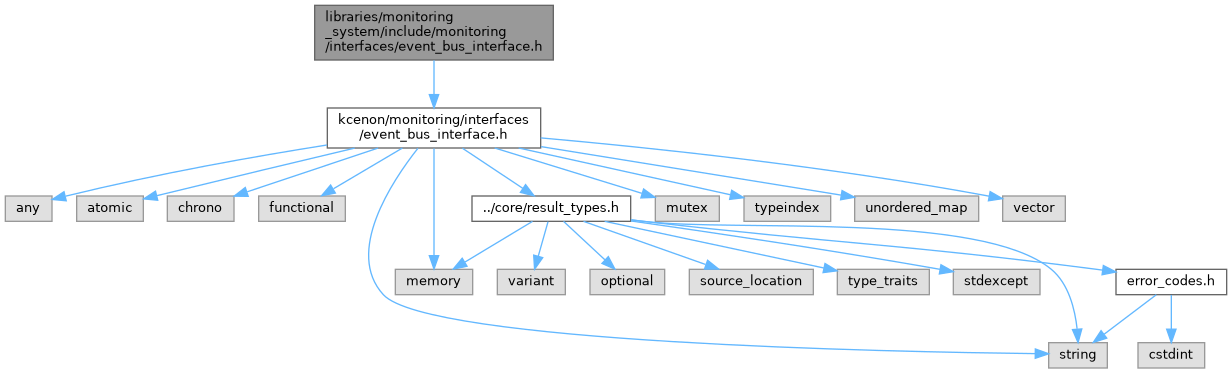 libraries/monitoring
_system/include/monitoring
/interfaces/event_bus_interface.h
kcenon/monitoring/interfaces
/event_bus_interface.h
any
atomic
chrono
functional
../core/result_types.h
mutex
typeindex
unordered_map
vector
memory
variant
optional
source_location
type_traits
stdexcept
error_codes.h
string
cstdint